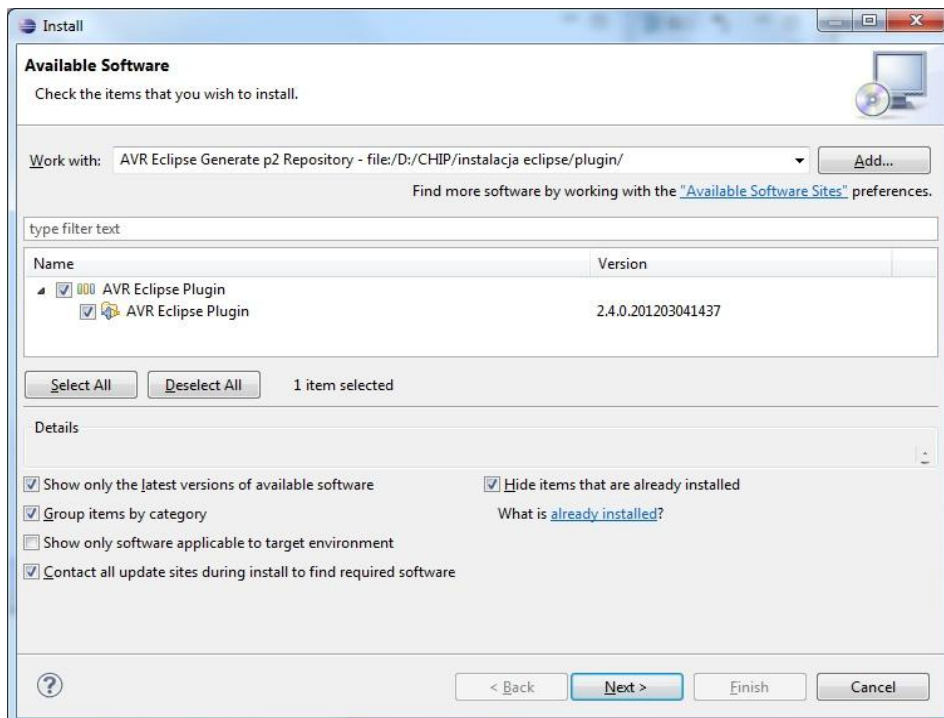 Install
Available Software
Check the items that you wish to install.
Work with: AVR Eclipse Generate p2 Repository - file:/D:/CHIP/instalacja eclipse/plugin/ Add...
Find more software by working with the "Available Software Sites" preferences.
type filter text
Name Version
AVR Eclipse Plugin
AVR Eclipse Plugin 2.4.0.201203041437
Select All Deselect All 1 item selected
Details
Show only the latest versions of available software Hide items that are already installed
Group items by category What is already installed?
Show only software applicable to target environment
Contact all update sites during install to find required software
? < Back Next > Finish Cancel